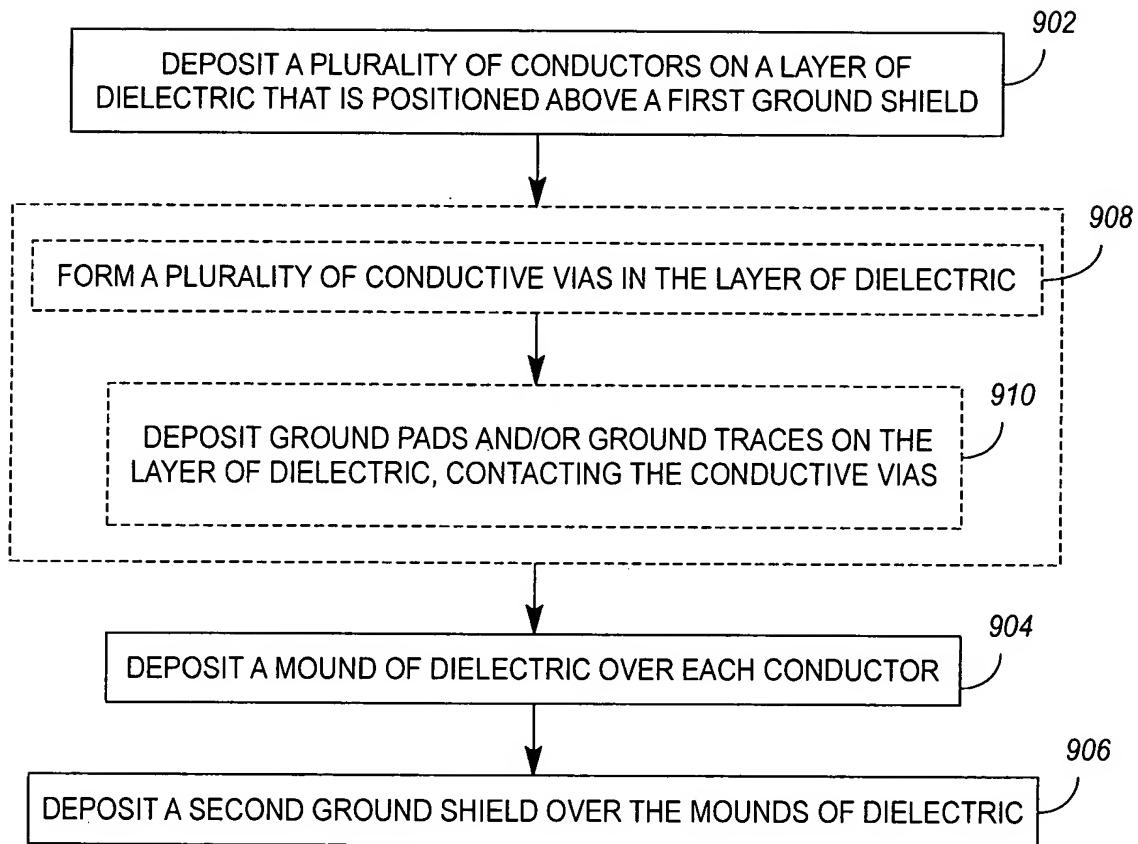 902
DEPOSIT A PLURALITY OF CONDUCTORS ON A LAYER OF
DIELECTRIC THAT IS POSITIONED ABOVE A FIRST GROUND SHIELD
908
FORM A PLURALITY OF CONDUCTIVE VIAS IN THE LAYER OF DIELECTRIC
910
DEPOSIT GROUND PADS AND/OR GROUND TRACES ON THE
LAYER OF DIELECTRIC, CONTACTING THE CONDUCTIVE VIAS
904
DEPOSIT A MOUND OF DIELECTRIC OVER EACH CONDUCTOR
906
DEPOSIT A SECOND GROUND SHIELD OVER THE MOUNDS OF DIELECTRIC